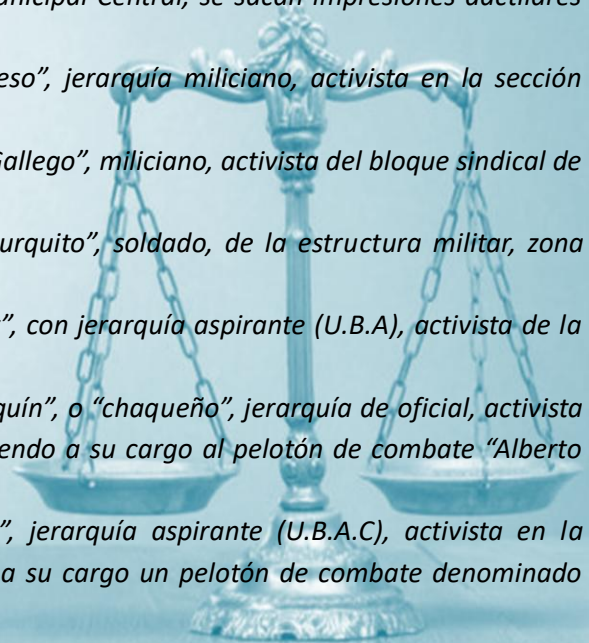 unicipal Central, se sacan impresiones dactilares
eso", jerarquía miliciano, activista en la sección
Gallego", miliciano, activista del bloque sindical de
urquito", soldado, de la estructura militar, zona
", con jerarquía aspirante (U.B.A), activista de la
quín", o "chaqueño", jerarquía de oficial, activista
endo a su cargo al pelotón de combate "Alberto
", jerarquía aspirante (U.B.A.C), activista en la
a su cargo un pelotón de combate denominado